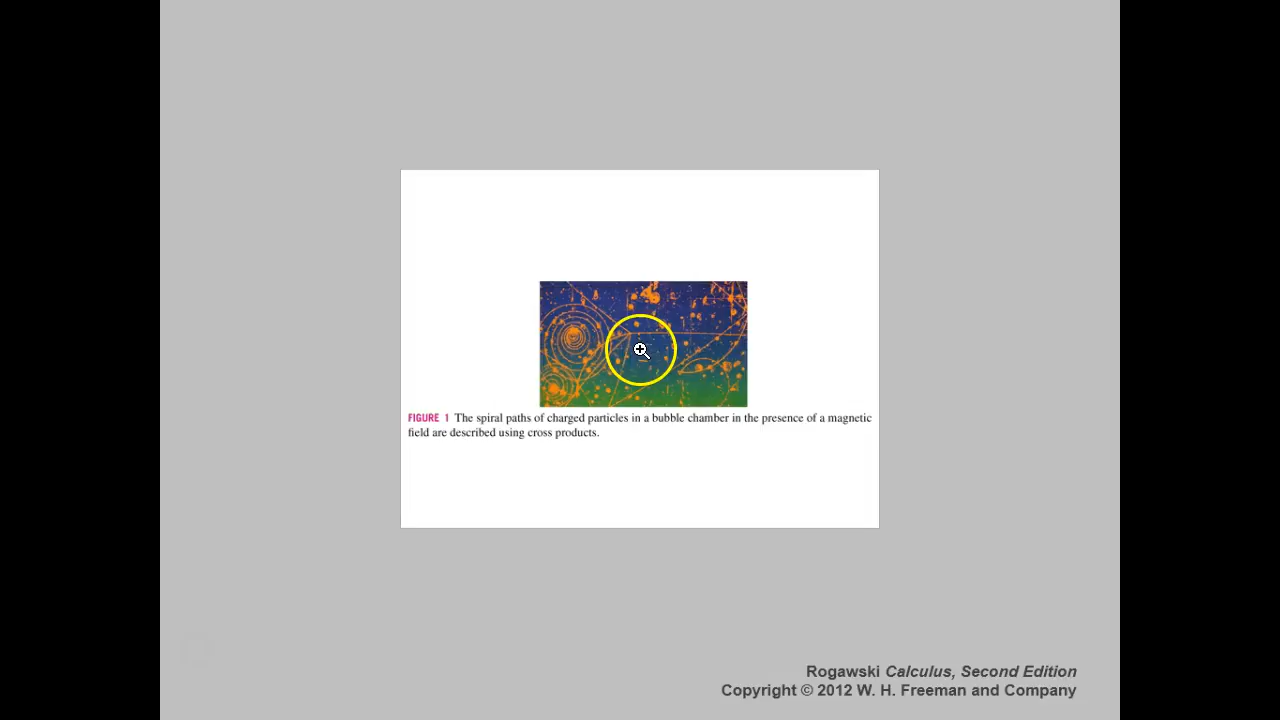 FIGURE 1 The spiral paths of charged particles in a bubble chamber in the presence of a magnetic
field are described using cross products.
Rogawski Calculus, Second Edition
Copyright © 2012 W. H. Freeman and Company